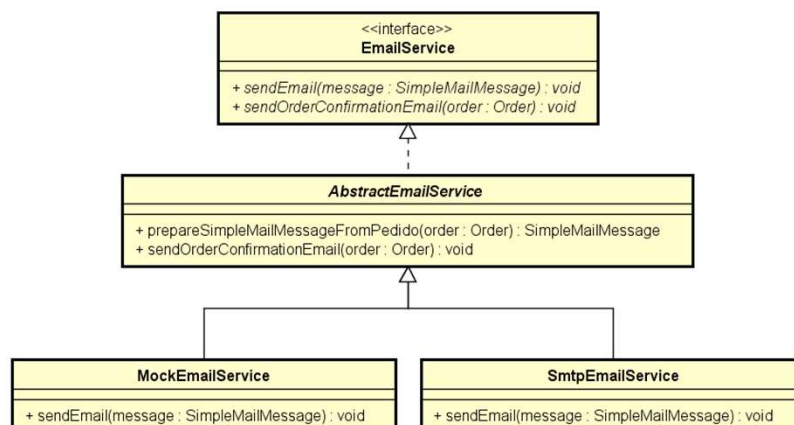 <<interface>>
EmailService
+ sendEmail(message : SimpleMailMessage) : void
+ sendOrderConfirmationEmail(order : Order) : void
AbstractEmailService
+ prepareSimpleMailMessageFromPedido(order : Order) : SimpleMailMessage
+ sendOrderConfirmationEmail(order : Order) : void
MockEmailService
+ sendEmail(message : SimpleMailMessage) : void
SmtpEmailService
+ sendEmail(message : SimpleMailMessage) : void